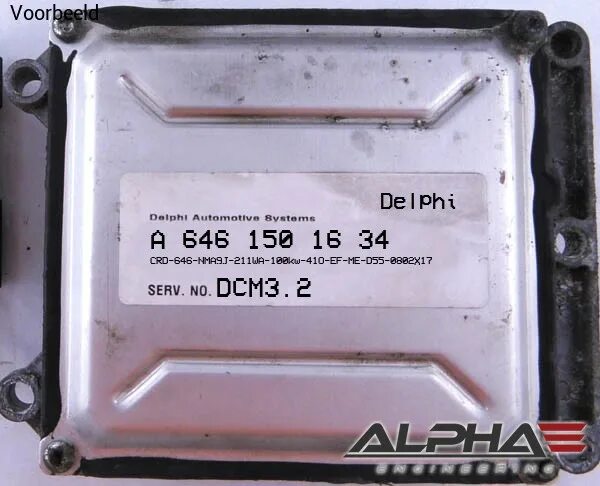 Voorbeeld
Delphi
Delphi Automotive Systems
A 646 150 16 34
CRD-646-NMA9J-211WA-100kw-410-EF-ME-D55-0802X17
SERV. NO. DCM3.2
ALPHA
ENGINEERING